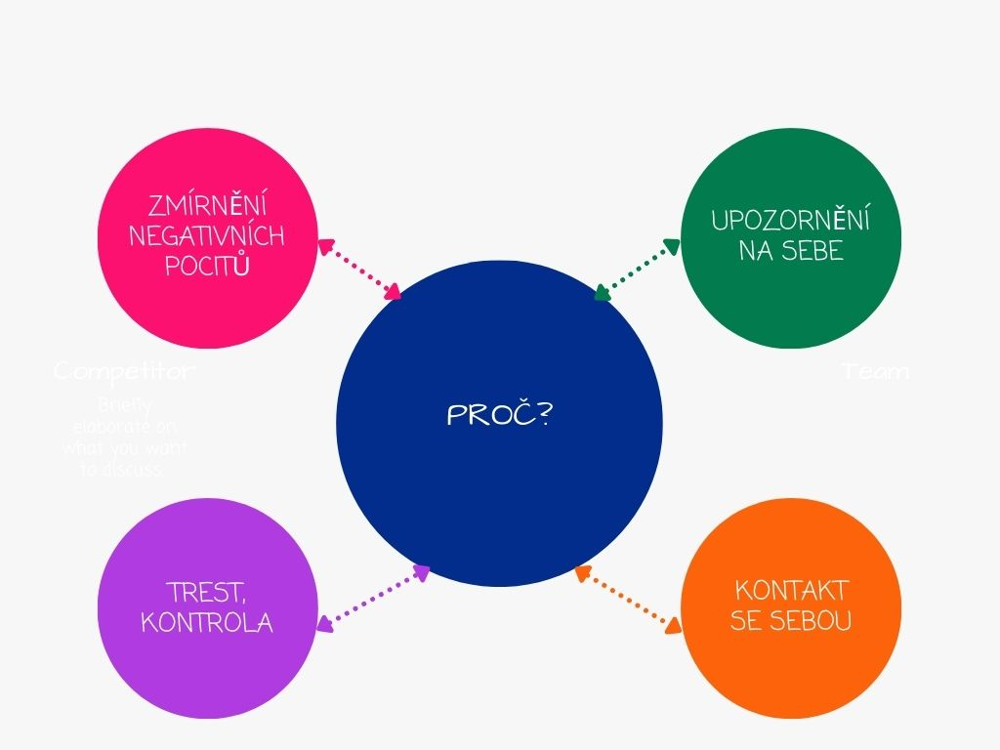 ZMÍRNĚNÍ
NEGATIVNÍCH
POCITŮ
UPOZORNĚNÍ
NA SEBE
Competitor
Briefly
elaborate on
what you want
to discuss.
Team
PROČ?
TREST,
KONTROLA
KONTAKT
SE SEBOU